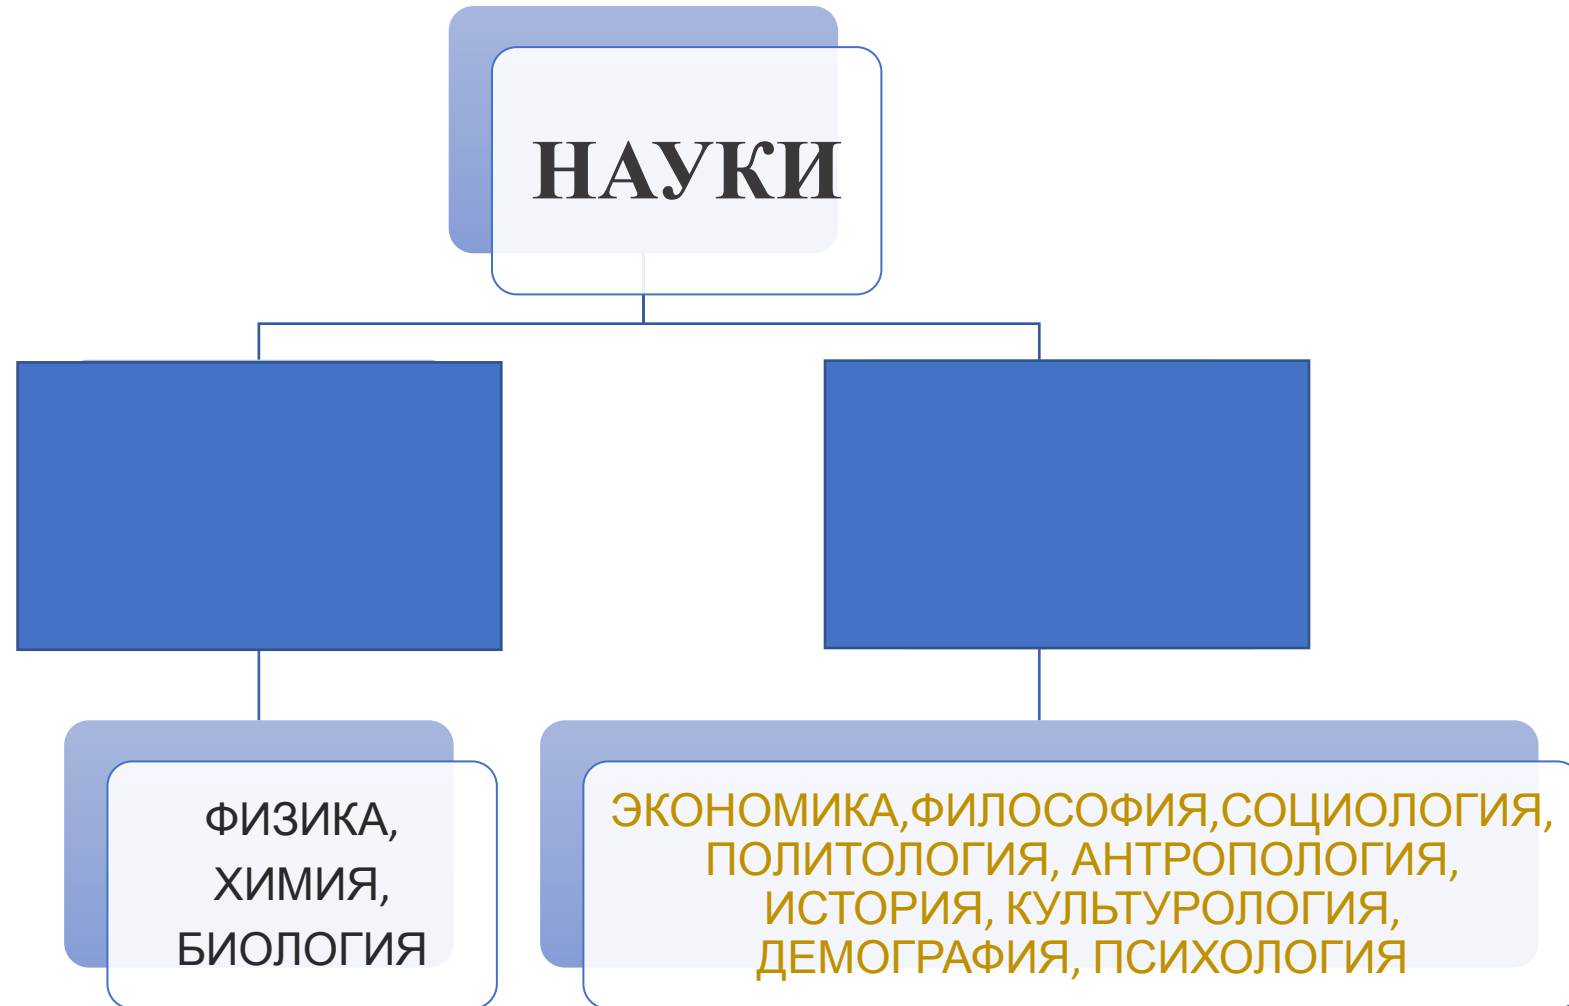 НАУКИ
ФИЗИКА,
ХИМИЯ,
БИОЛОГИЯ
ЭКОНОМИКА,ФИЛОСОФИЯ,СОЦИОЛОГИЯ,
ПОЛИТОЛОГИЯ, АНТРОПОЛОГИЯ,
ИСТОРИЯ, КУЛЬТУРОЛОГИЯ,
ДЕМОГРАФИЯ, ПСИХОЛОГИЯ